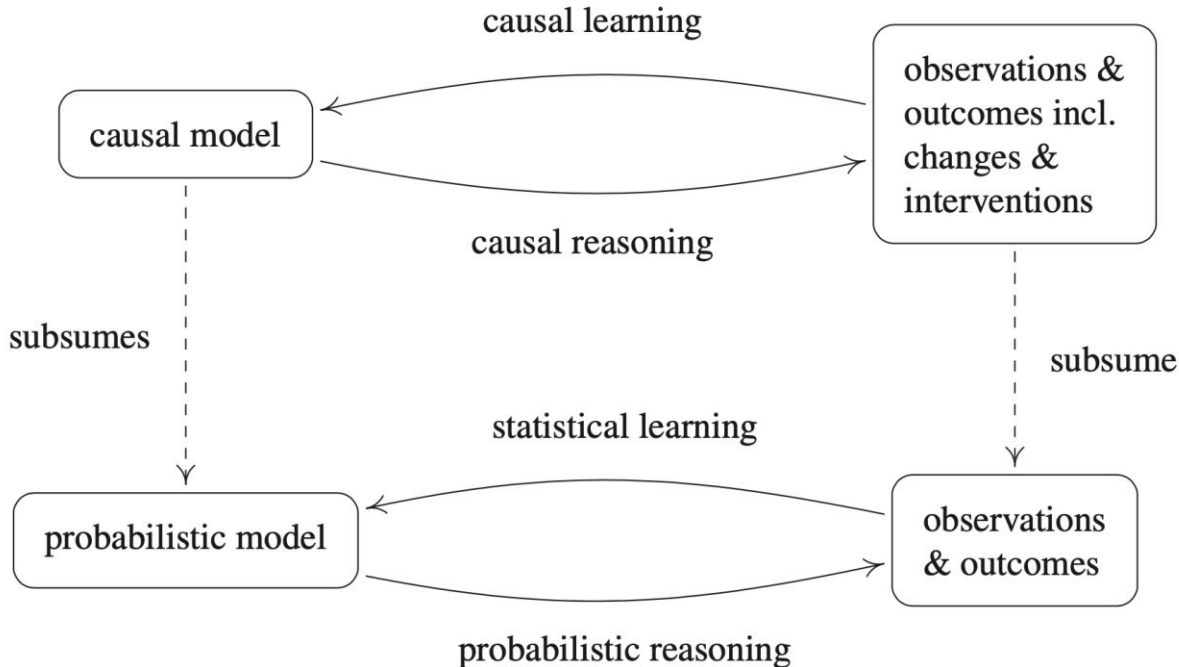 causal learning
causal model
observations &
outcomes incl.
changes &
interventions
causal reasoning
subsumes
subsume
statistical learning
probabilistic model
observations
& outcomes
probabilistic reasoning